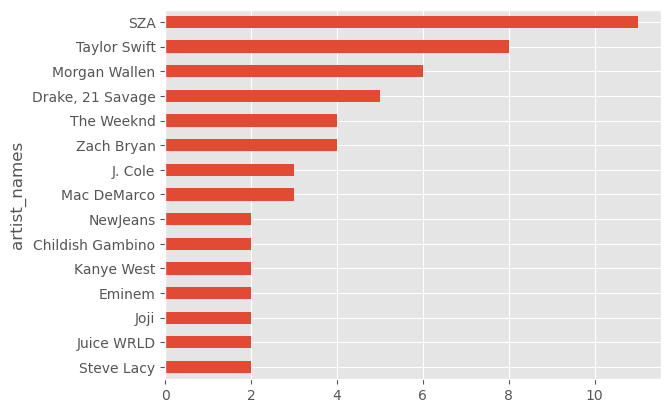 SZA
Taylor Swift
Morgan Wallen
Drake, 21 Savage
The Weeknd
Zach Bryan
J. Cole
Mac DeMarco
NewJeans
Childish Gambino
Kanye West
Eminem
Joji
Juice WRLD
Steve Lacy
artist_names
0 2 4 6 8 10